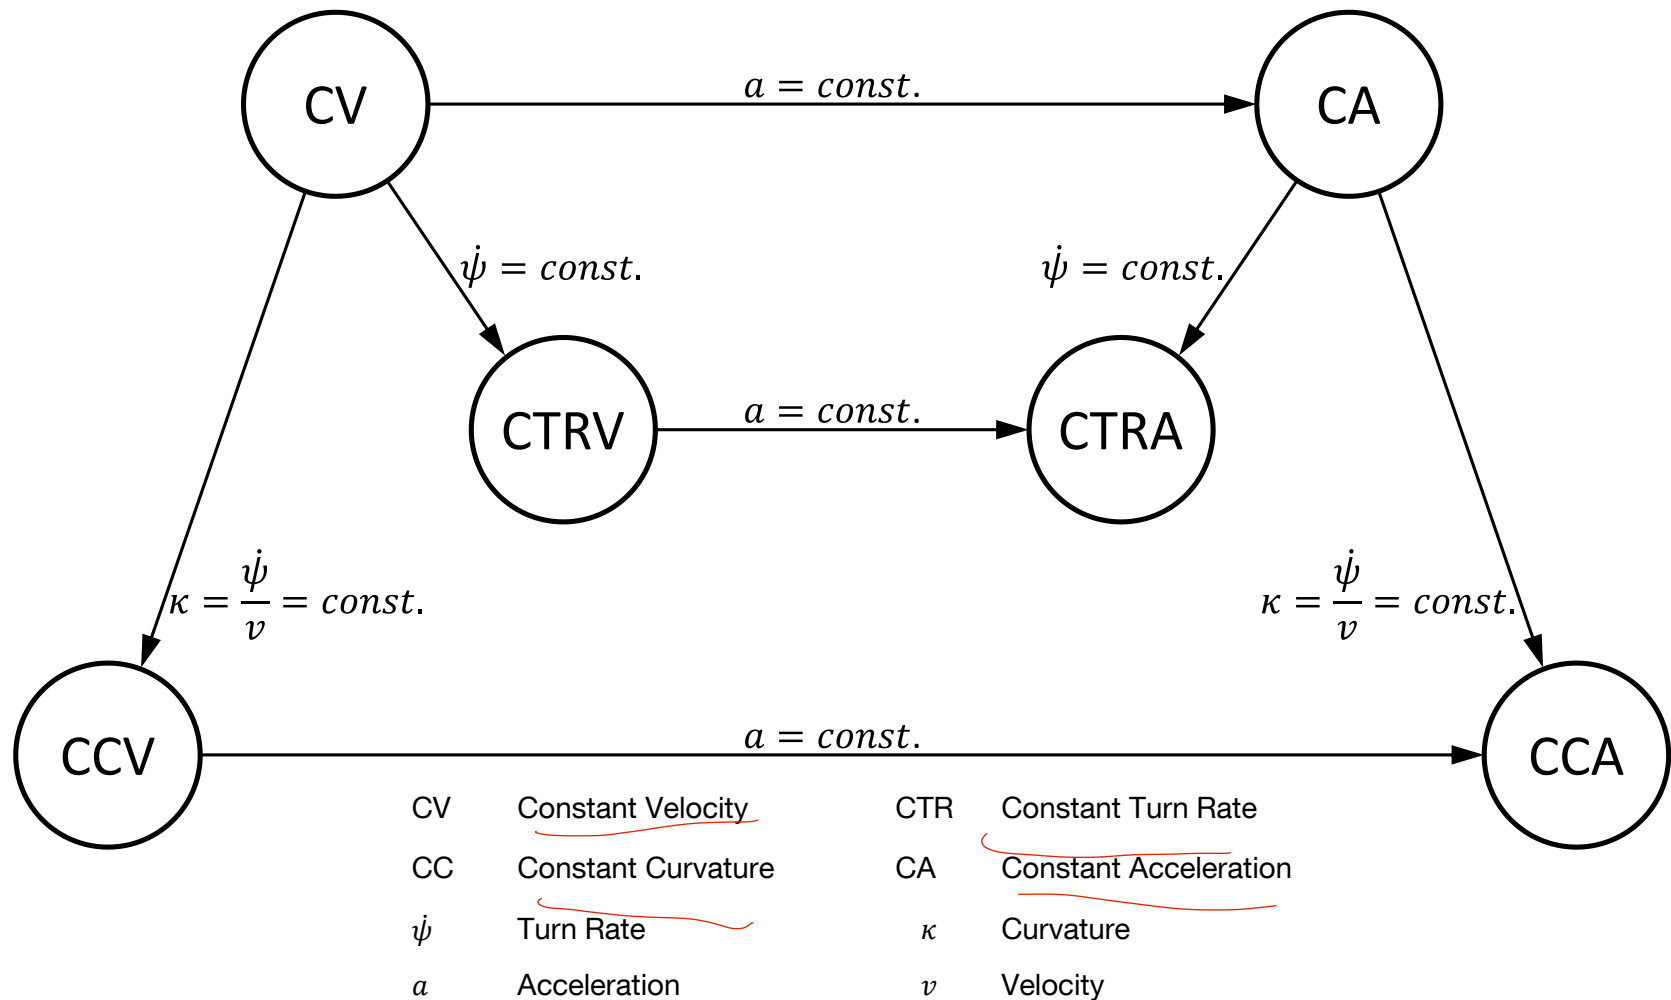 CV a = const. CA
ψ̇ = const. ψ̇ = const.
CTRV a = const. CTRA
κ = ψ̇/v = const. κ = ψ̇/v = const.
CCV a = const. CCA
CV Constant Velocity CTR Constant Turn Rate
CC Constant Curvature CA Constant Acceleration
ψ̇ Turn Rate κ Curvature
a Acceleration v Velocity